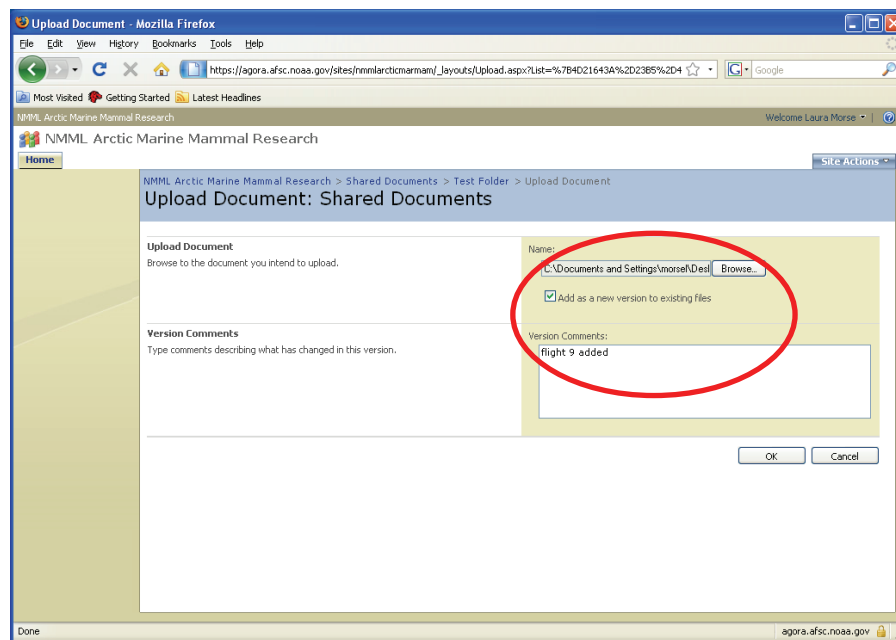 Upload Document - Mozilla Firefox
File Edit View History Bookmarks Tools Help
https://agora.afsc.noaa.gov/sites/nmmlarcticmarmam/_layouts/Upload.aspx?List=%7B4D21643A%2D23B5%2D4
G Google
Most Visited Getting Started Latest Headlines
NMML Arctic Marine Mammal Research Welcome Laura Morse
NMML Arctic Marine Mammal Research
Home Site Actions
NMML Arctic Marine Mammal Research > Shared Documents > Test Folder > Upload Document
Upload Document: Shared Documents
Upload Document
Browse to the document you intend to upload.
Name:
C:\Documents and Settings\morsel\Desl Browse...
Add as a new version to existing files
Version Comments
Type comments describing what has changed in this version.
Version Comments:
flight 9 added
OK Cancel
Done agora.afsc.noaa.gov